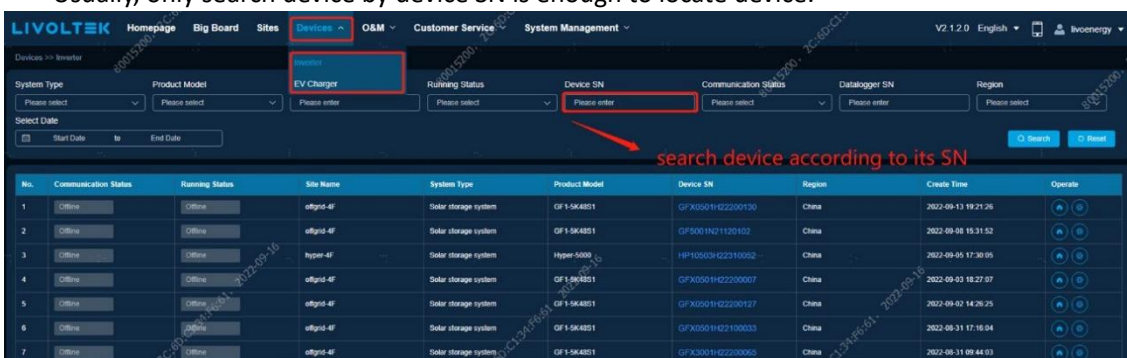 Usually, only search device by device SN is enough to locate device.
LIVOLTEK Homepage Big Board Sites Devices O&M Customer Service System Management V2.1.2.0 English livoenergy
Devices >> Inverter
Inverter
EV Charger
System Type Product Model Running Status Device SN Communication Status Datalogger SN Region
Please select Please select Please enter Please select Please enter Please select Please enter Please select
Select Date
Start Date to End Date Search Reset
search device according to its SN
No. Communication Status Running Status Site Name System Type Product Model Device SN Region Create Time Operate
1 Offline Offline offgrid-4F Solar storage system GF1-5K48S1 GFX0501H22200130 China 2022-09-13 19:21:26
2 Offline Offline offgrid-4F Solar storage system GF1-5K48S1 GF5001N21120102 China 2022-09-08 15:31:52
3 Offline Offline hyper-4F Solar storage system Hyper-5000 HP10503H22310052 China 2022-09-05 17:30:05
4 Offline Offline offgrid-4F Solar storage system GF1-5K48S1 GFX0501H22200007 China 2022-09-03 18:27:07
5 Offline Offline offgrid-4F Solar storage system GF1-5K48S1 GFX0501H22200127 China 2022-09-02 14:26:25
6 Offline Offline offgrid-4F Solar storage system GF1-5K48S1 GFX0501H22100033 China 2022-08-31 17:16:04
7 Offline Offline offgrid-4F Solar storage system GF1-5K48S1 GFX3001H22200065 China 2022-08-31 09:44:03